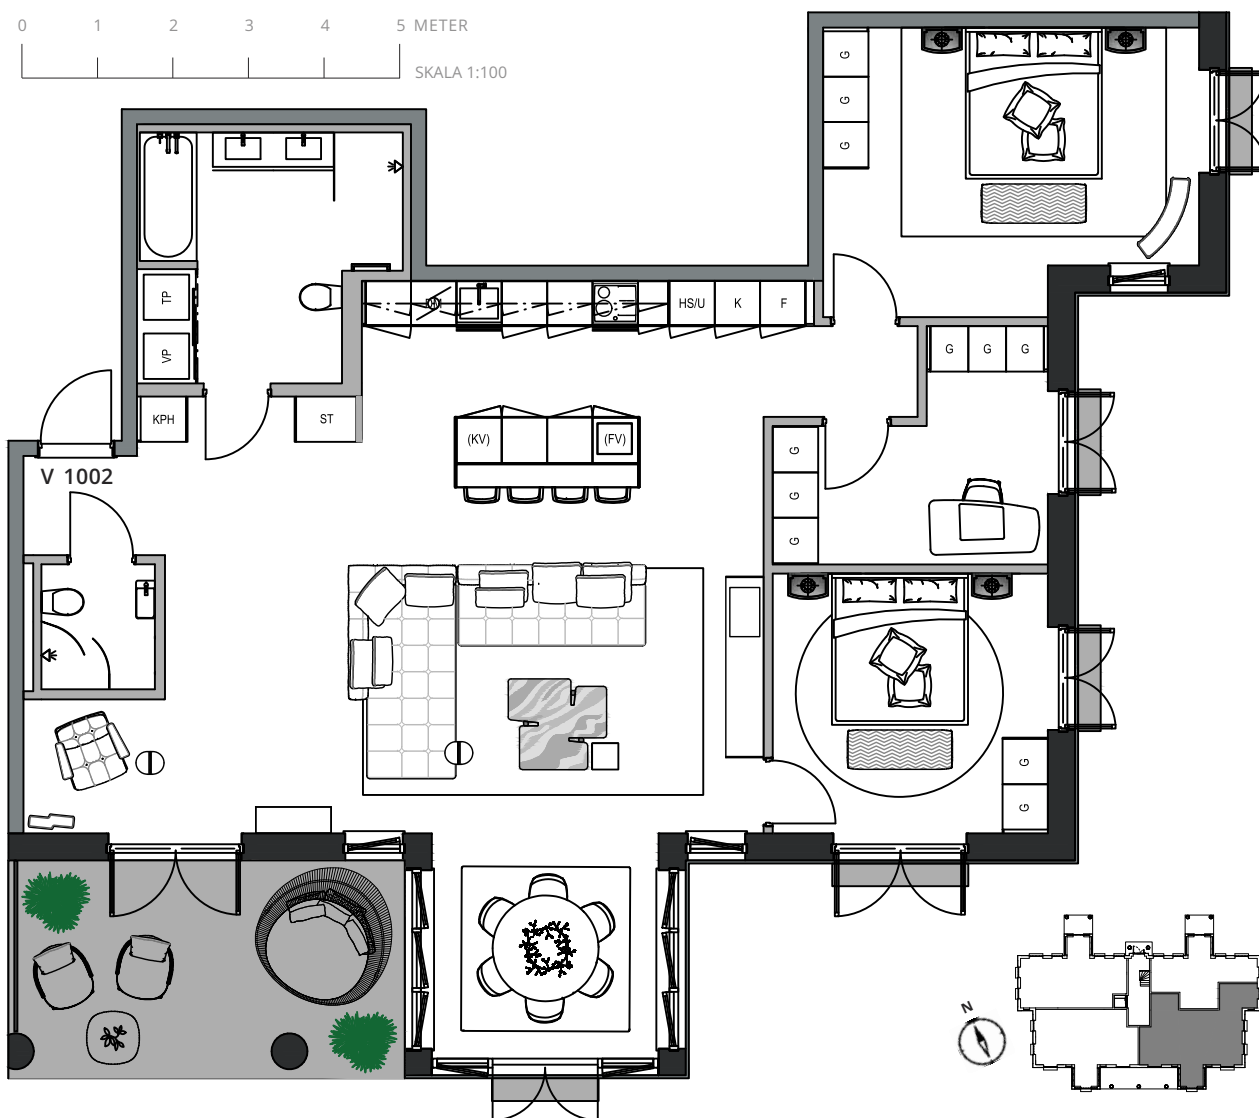 0 1 2 3 4 5 METER
SKALA 1:100
G
G
G
TP
VP
HS/U K F
G G G
KPH
ST
(KV) (FV)
V 1002
G
G
G
G
G
N